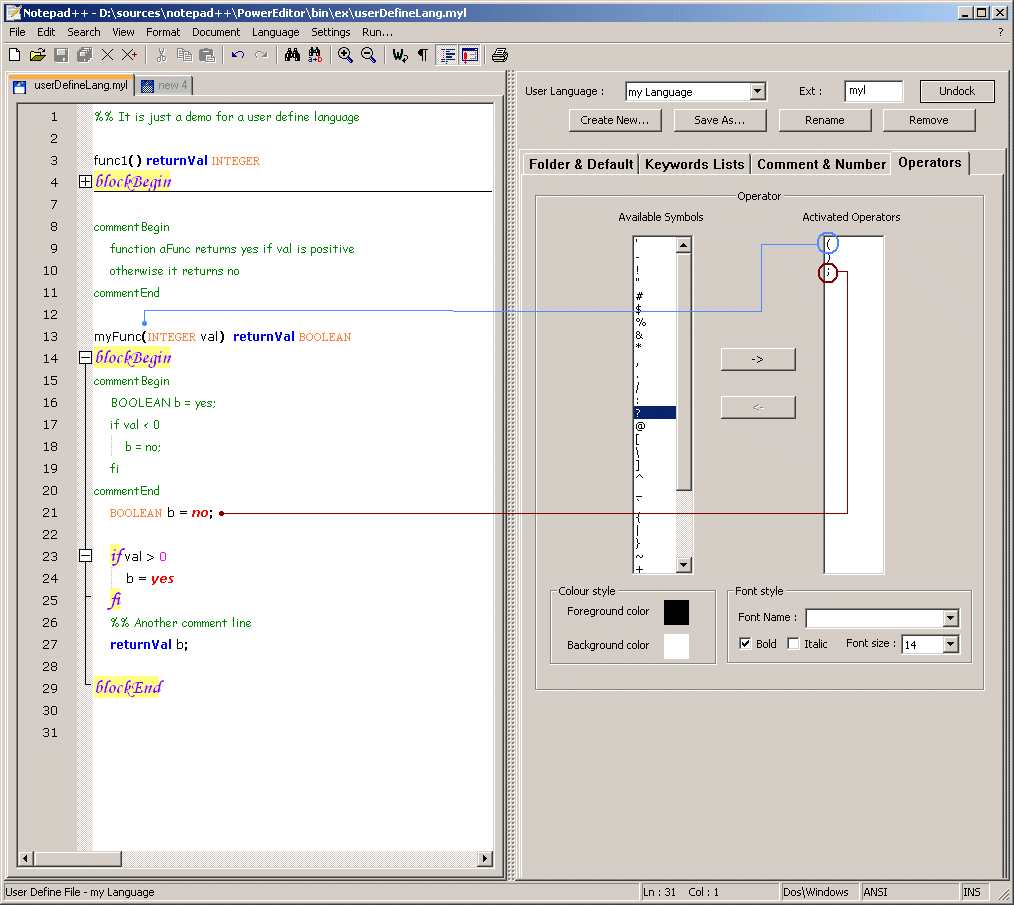 Notepad++ - D:\sources\notepad++\PowerEditor\bin\ex\userDefineLang.myl
File Edit Search View Format Document Language Settings Run... ?
userDefineLang.myl new 4
1 %% It is just a demo for a user define language
2
3 func1() returnVal INTEGER
4 blockBegin
7
8 commentBegin
9 function aFunc returns yes if val is positive
10 otherwise it returns no
11 commentEnd
12
13 myFunc(INTEGER val) returnVal BOOLEAN
14 blockBegin
15 commentBegin
16 BOOLEAN b = yes;
17 if val < 0
18 b = no;
19 fi
20 commentEnd
21 BOOLEAN b = no;
22
23 if val > 0
24 b = yes
25 fi
26 %% Another comment line
27 returnVal b;
28
29 blockEnd
30
31
User Language : my Language Ext : myl Undock
Create New... Save As... Rename Remove
Folder & Default Keywords Lists Comment & Number Operators
Operator
Available Symbols
'
-
!
"
#
$
%
&
*
,
.
/
:
?
@
[
\
]
^
_
{
|
}
~
+
->
<-
Activated Operators
(
)
;
Colour style
Foreground color
Background color
Font style
Font Name :
Bold Italic Font size : 14
User Define File - my Language Ln : 31 Col : 1 Dos\Windows ANSI INS